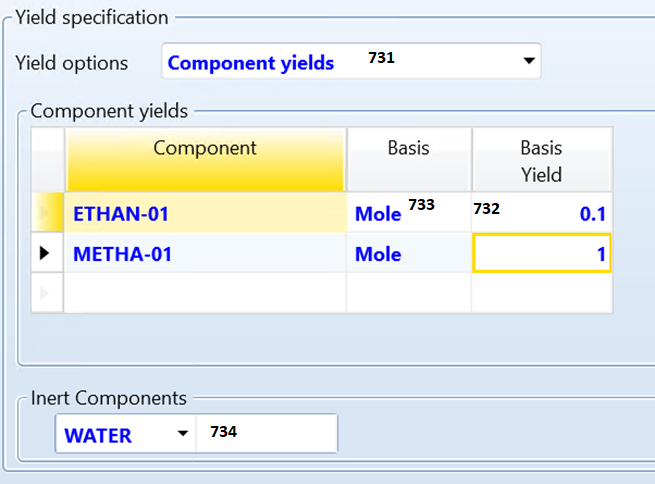 Yield specification
Yield options Component yields 731
Component yields
Component Basis Basis Yield
ETHAN-01 Mole 733 732 0.1
METHA-01 Mole 1
Inert Components
WATER 734